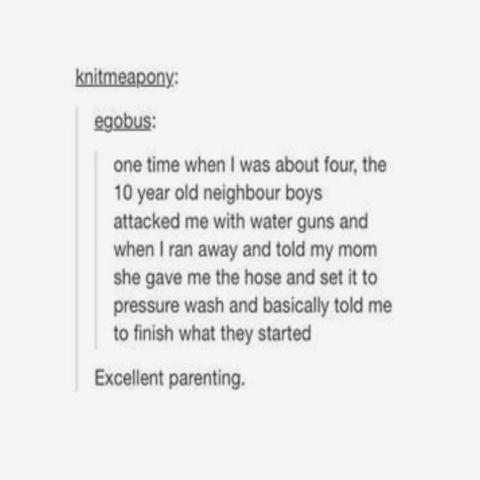 knitmeapony:
egobus:
one time when I was about four, the
10 year old neighbour boys
attacked me with water guns and
when I ran away and told my mom
she gave me the hose and set it to
pressure wash and basically told me
to finish what they started
Excellent parenting.